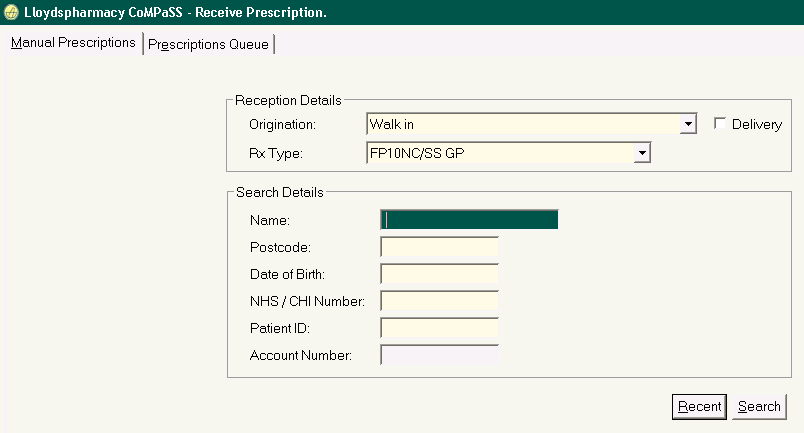 Lloydspharmacy CoMPaSS - Receive Prescription.
Manual Prescriptions Prescriptions Queue
Reception Details
Origination: Walk in Delivery
Rx Type: FP10NC/SS GP
Search Details
Name:
Postcode:
Date of Birth:
NHS / CHI Number:
Patient ID:
Account Number:
Recent Search